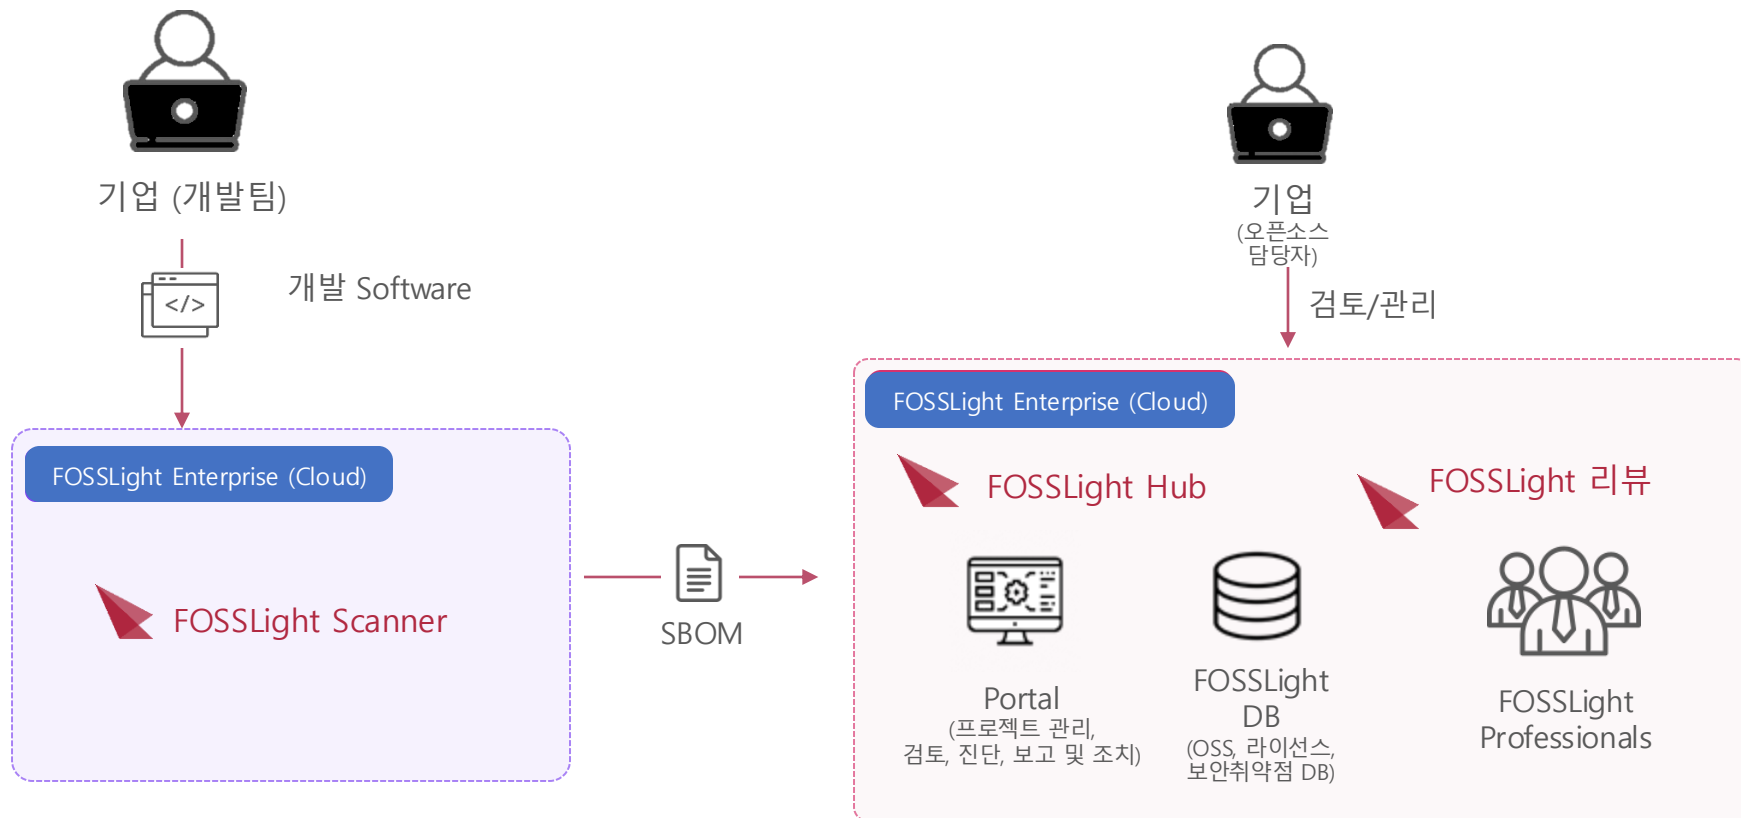 기업 (개발팀)
개발 Software
</>
FOSSLight Enterprise (Cloud)
FOSSLight Scanner
SBOM
기업
(오픈소스
담당자)
검토/관리
FOSSLight Enterprise (Cloud)
FOSSLight Hub
FOSSLight 리뷰
Portal
(프로젝트 관리,
검토, 진단, 보고 및 조치)
FOSSLight
DB
(OSS, 라이선스,
보안취약점 DB)
FOSSLight
Professionals